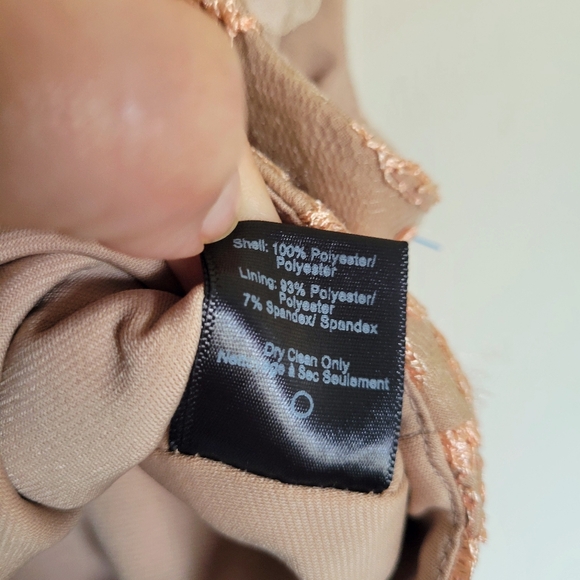 Shell: 100% Polyester/
Polyester
Lining: 93% Polyester/
Polyester
7% Spandex/ Spandex
Dry Clean Only
Nettoyage à Sec Seulement